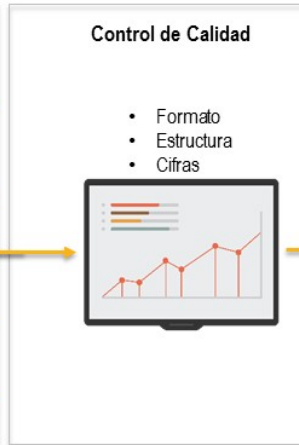 Control de Calidad
• Formato
• Estructura
• Cifras